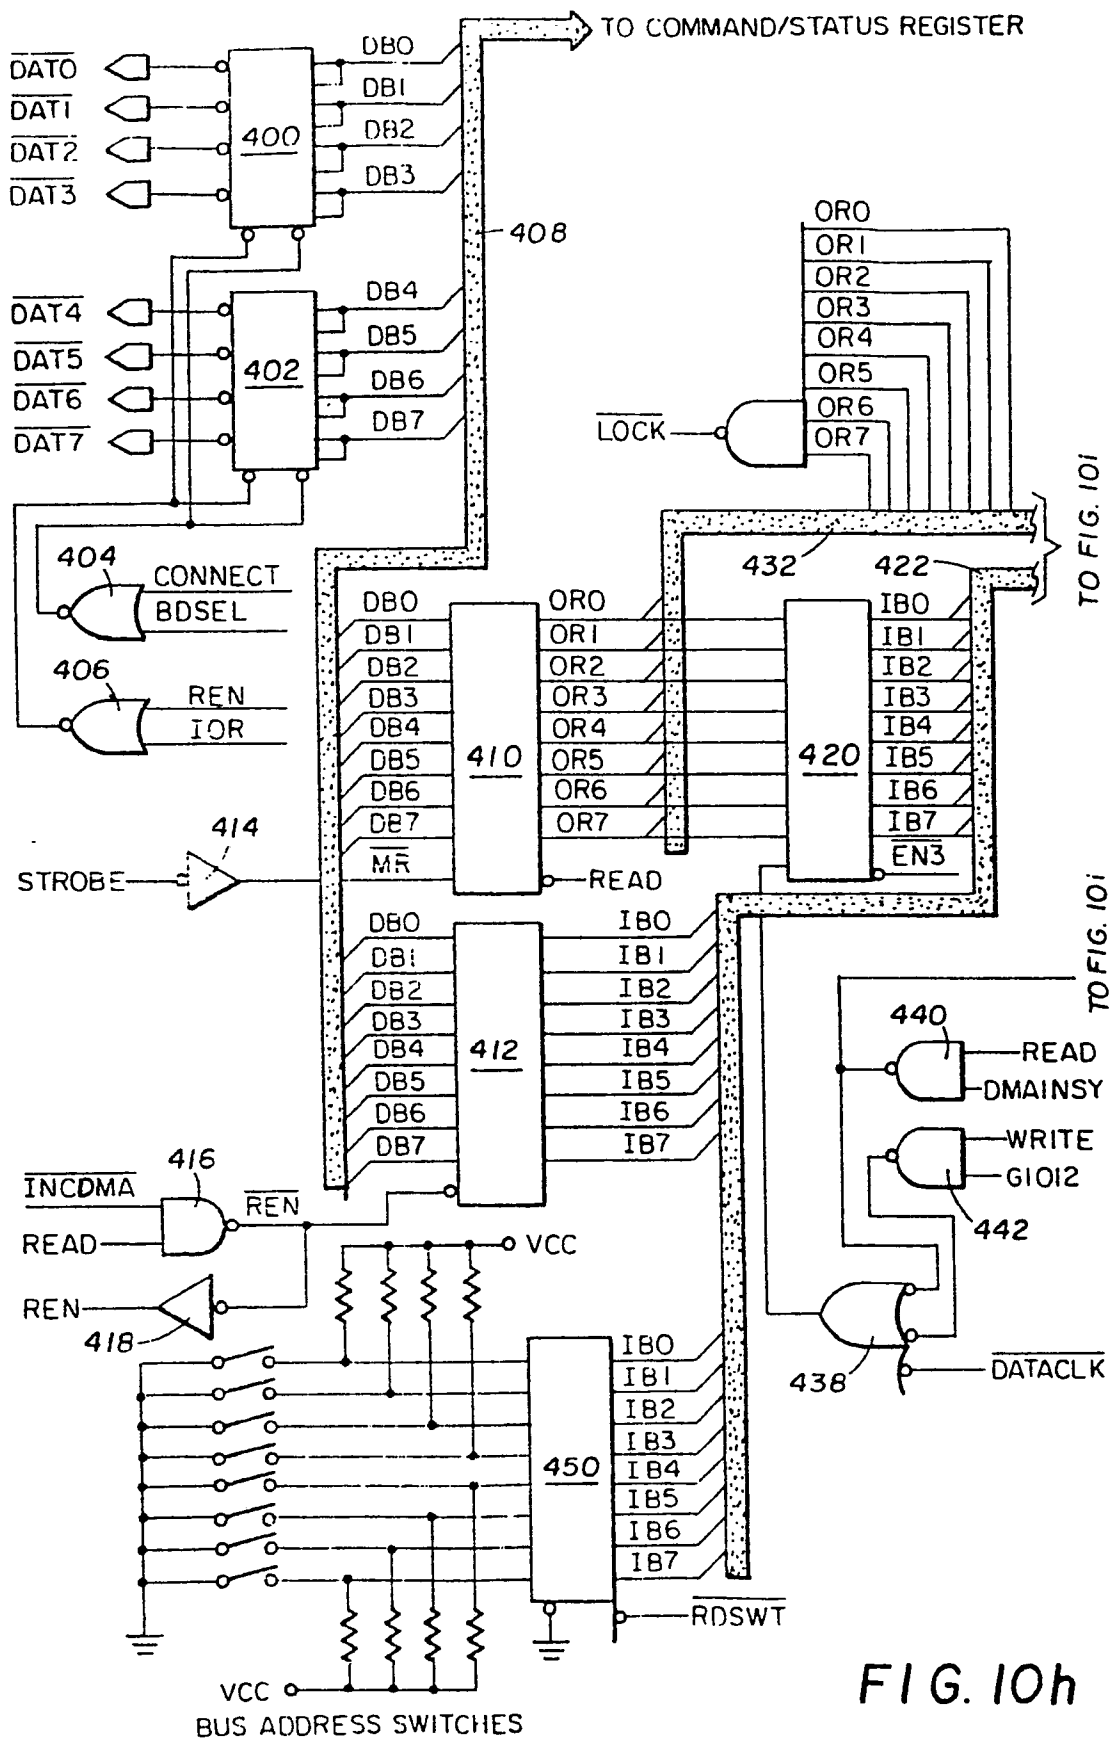 TO COMMAND/STATUS REGISTER
DAT0
DAT1
DAT2
DAT3
400
DB0
DB1
DB2
DB3
408
DAT4
DAT5
DAT6
DAT7
402
DB4
DB5
DB6
DB7
OR0
OR1
OR2
OR3
OR4
OR5
OR6
OR7
LOCK
432
422
TO FIG. 10i
404
CONNECT
BDSEL
406
REN
IOR
DB0
DB1
DB2
DB3
DB4
DB5
DB6
DB7
MR
410
OR0
OR1
OR2
OR3
OR4
OR5
OR6
OR7
READ
420
IB0
IB1
IB2
IB3
IB4
IB5
IB6
IB7
EN3
414
STROBE
DB0
DB1
DB2
DB3
DB4
DB5
DB6
DB7
412
IB0
IB1
IB2
IB3
IB4
IB5
IB6
IB7
TO FIG. 10i
440
READ
DMAINSY
WRITE
G1012
442
438
DATACLK
416
INCDMA
READ
REN
REN
418
VCC
450
IB0
IB1
IB2
IB3
IB4
IB5
IB6
IB7
RDSWT
VCC
BUS ADDRESS SWITCHES
FIG. 10h